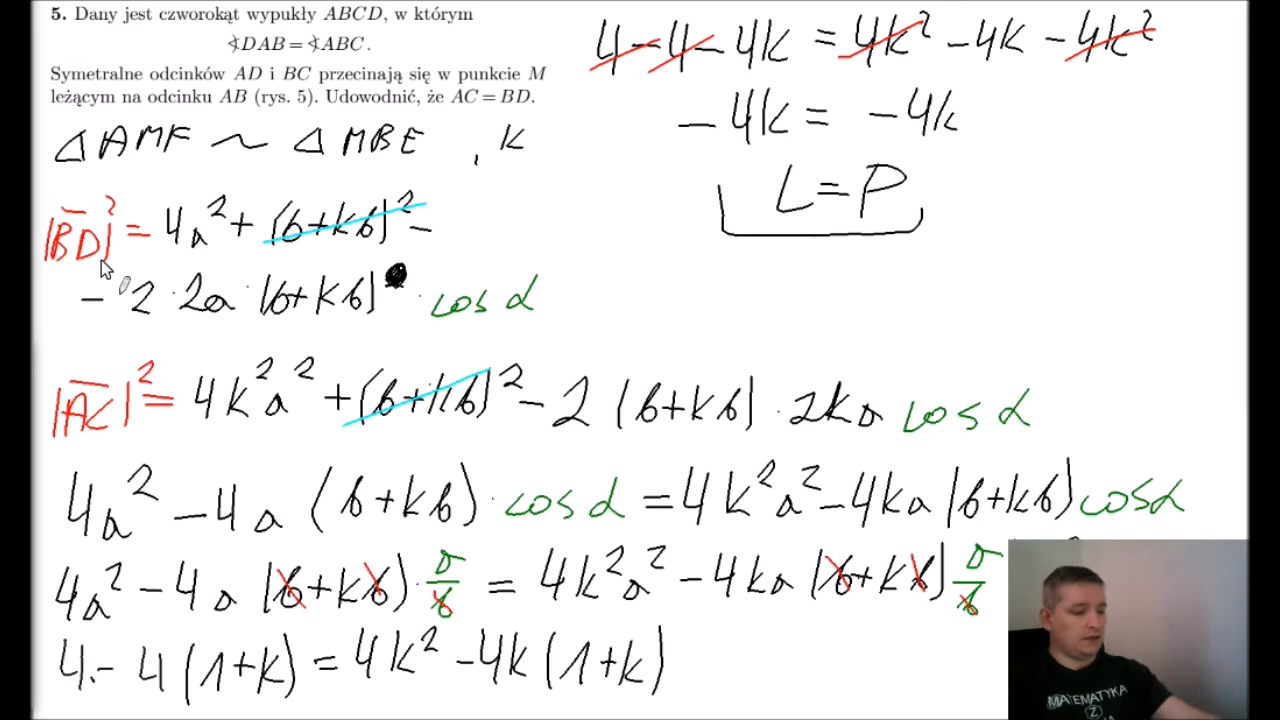 5. Dany jest czworokąt wypukły ABCD, w którym
∢DAB = ∢ABC.
Symetralne odcinków AD i BC przecinają się w punkcie M
leżącym na odcinku AB (rys. 5). Udowodnić, że AC = BD.
△AMF ~ △MBE , k
|BD|² = 4a² + (b+kb)² -
- 2 · 2a (b+kb) · cos α
|AC|² = 4k²a² + (b+kb)² - 2 (b+kb) · 2ka cos α
4a² - 4a (b+kb) · cos α = 4k²a² - 4ka (b+kb) cos α
4a² - 4a (b+kb) · a/b = 4k²a² - 4ka (b+kb) a/b
4 - 4 (1+k) = 4k² - 4k (1+k)
4 - 4 - 4k = 4k² - 4k - 4k²
- 4k = - 4k
L = P
MATEMATYKA
Z